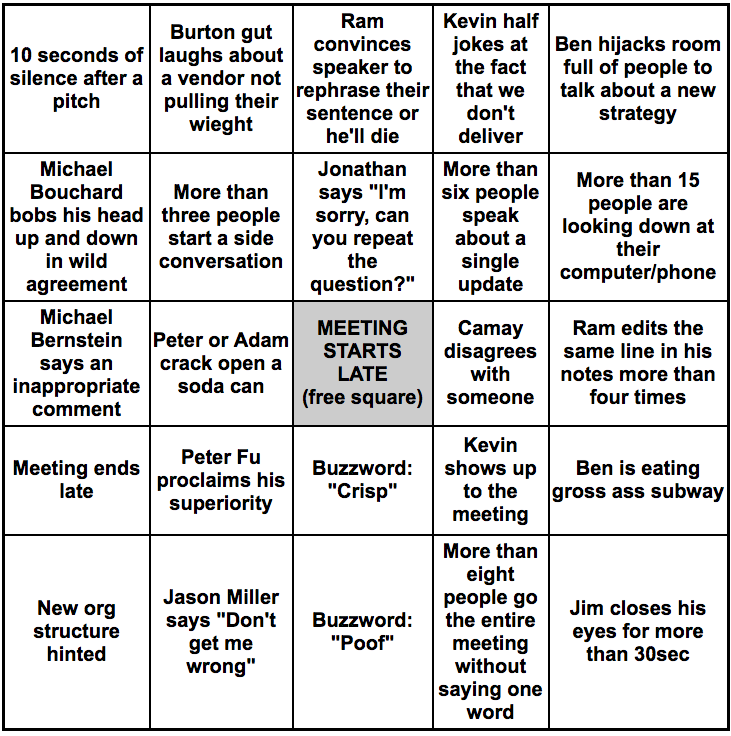 10 seconds of
silence after a
pitch
Burton gut
laughs about
a vendor not
pulling their
wieght
Ram
convinces
speaker to
rephrase their
sentence or
he'll die
Kevin half
jokes at
the fact
that we
don't
deliver
Ben hijacks room
full of people to
talk about a new
strategy
Michael
Bouchard
bobs his head
up and down
in wild
agreement
More than
three people
start a side
conversation
Jonathan
says "I'm
sorry, can
you repeat
the
question?"
More than
six people
speak
about a
single
update
More than 15
people are
looking down at
their
computer/phone
Michael
Bernstein
says an
inappropriate
comment
Peter or Adam
crack open a
soda can
MEETING
STARTS
LATE
(free square)
Camay
disagrees
with
someone
Ram edits the
same line in his
notes more than
four times
Meeting ends
late
Peter Fu
proclaims his
superiority
Buzzword:
"Crisp"
Kevin
shows up
to the
meeting
Ben is eating
gross ass subway
New org
structure
hinted
Jason Miller
says "Don't
get me
wrong"
Buzzword:
"Poof"
More than
eight
people go
the entire
meeting
without
saying one
word
Jim closes his
eyes for more
than 30sec